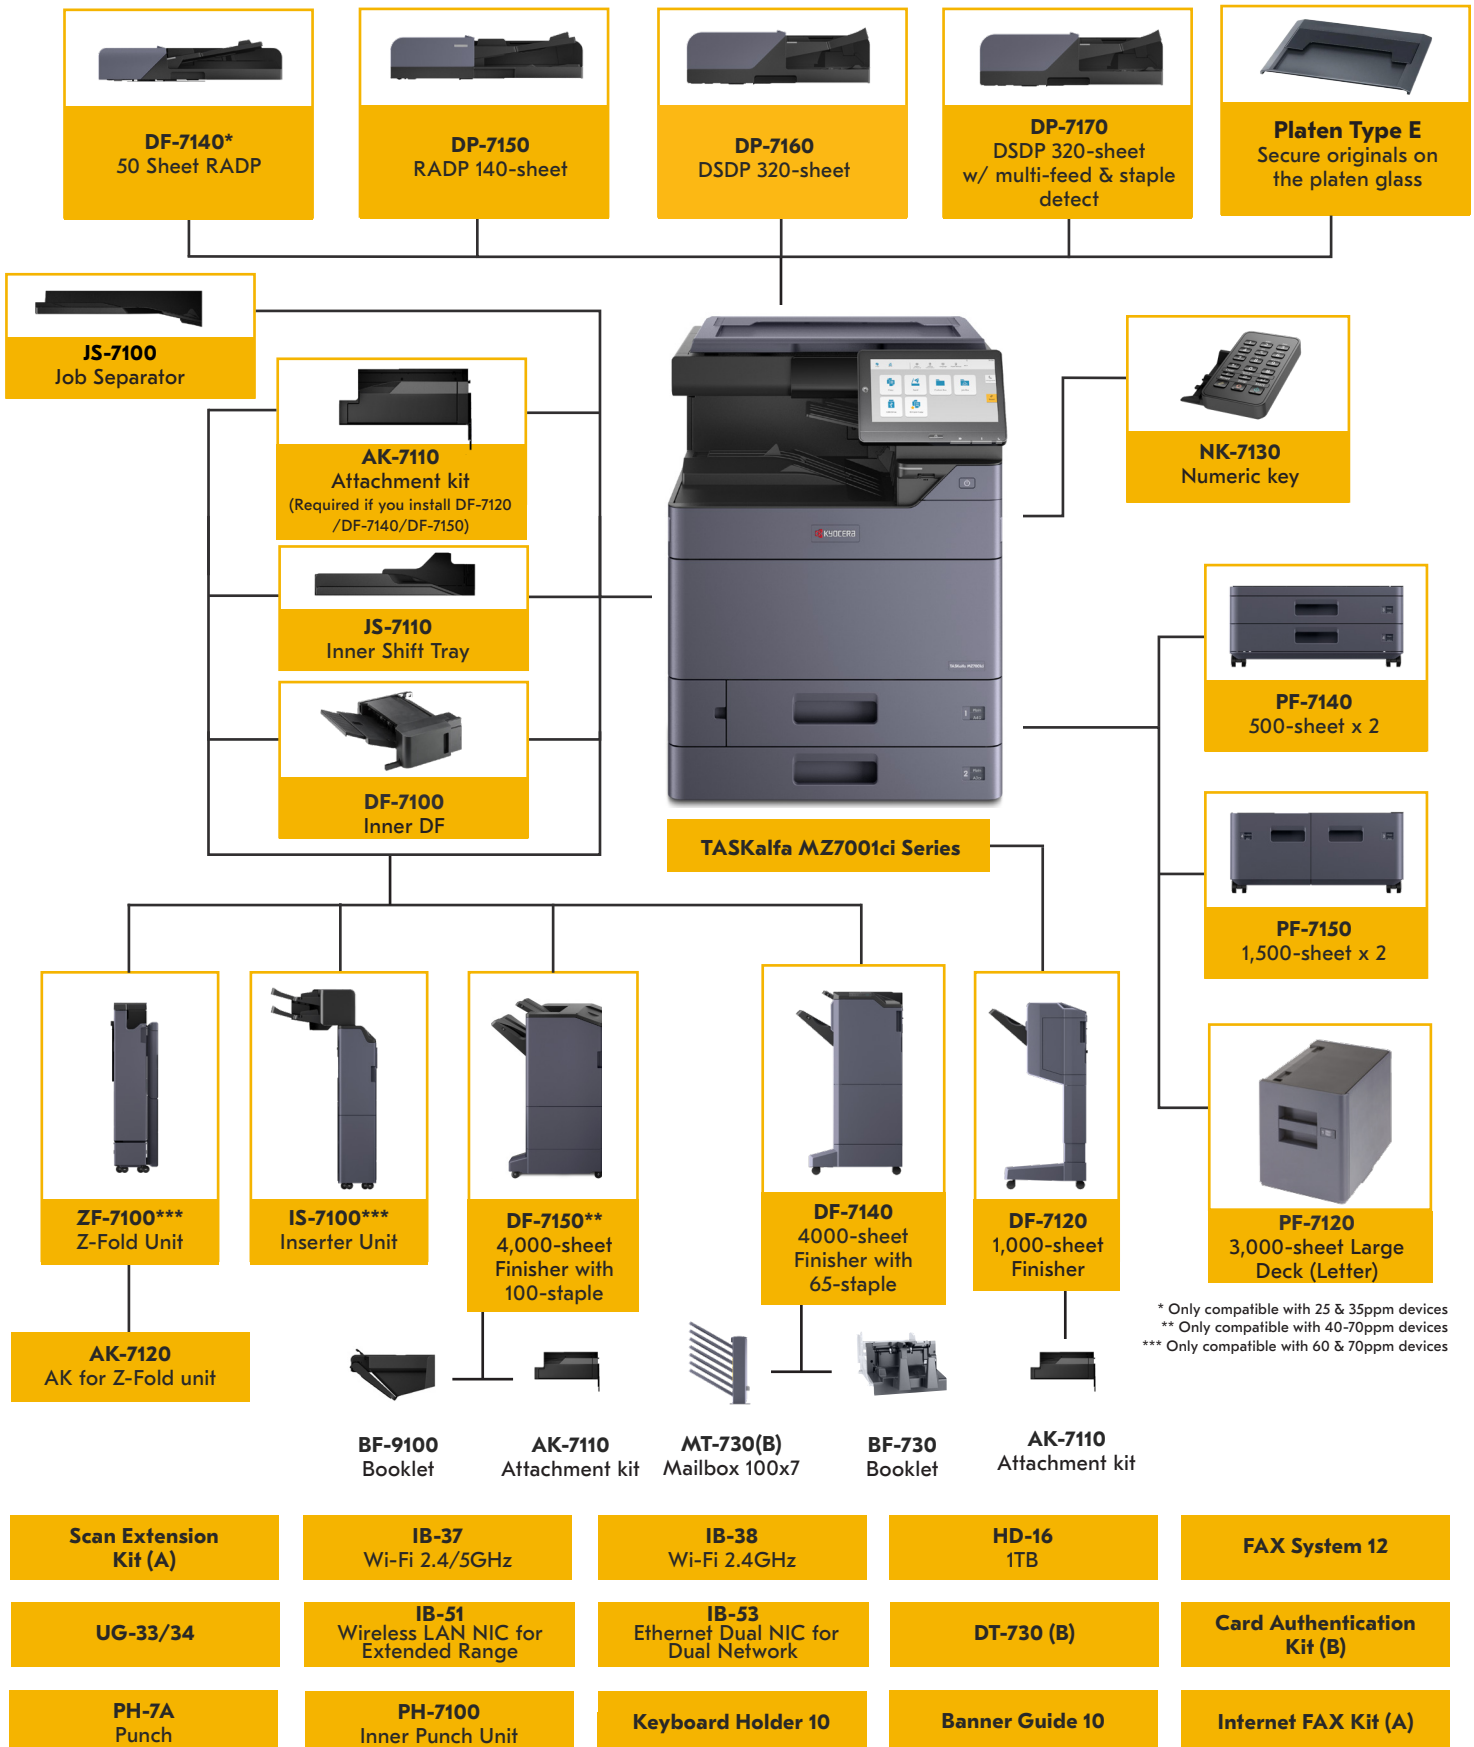 DF-7140*
50 Sheet RADP
DP-7150
RADP 140-sheet
DP-7160
DSDP 320-sheet
DP-7170
DSDP 320-sheet
w/ multi-feed & staple
detect
Platen Type E
Secure originals on
the platen glass
JS-7100
Job Separator
AK-7110
Attachment kit
(Required if you install DF-7120
/DF-7140/DF-7150)
JS-7110
Inner Shift Tray
DF-7100
Inner DF
KYOCERA
1
2
TASKalfa MZ7001ci Series
NK-7130
Numeric key
PF-7140
500-sheet x 2
PF-7150
1,500-sheet x 2
PF-7120
3,000-sheet Large
Deck (Letter)
ZF-7100***
Z-Fold Unit
IS-7100***
Inserter Unit
DF-7150**
4,000-sheet
Finisher with
100-staple
DF-7140
4000-sheet
Finisher with
65-staple
DF-7120
1,000-sheet
Finisher
* Only compatible with 25 & 35ppm devices
** Only compatible with 40-70ppm devices
*** Only compatible with 60 & 70ppm devices
AK-7120
AK for Z-Fold unit
BF-9100
Booklet
AK-7110
Attachment kit
MT-730(B)
Mailbox 100x7
BF-730
Booklet
AK-7110
Attachment kit
Scan Extension
Kit (A)
IB-37
Wi-Fi 2.4/5GHz
IB-38
Wi-Fi 2.4GHz
HD-16
1TB
FAX System 12
UG-33/34
IB-51
Wireless LAN NIC for
Extended Range
IB-53
Ethernet Dual NIC for
Dual Network
DT-730 (B)
Card Authentication
Kit (B)
PH-7A
Punch
PH-7100
Inner Punch Unit
Keyboard Holder 10
Banner Guide 10
Internet FAX Kit (A)